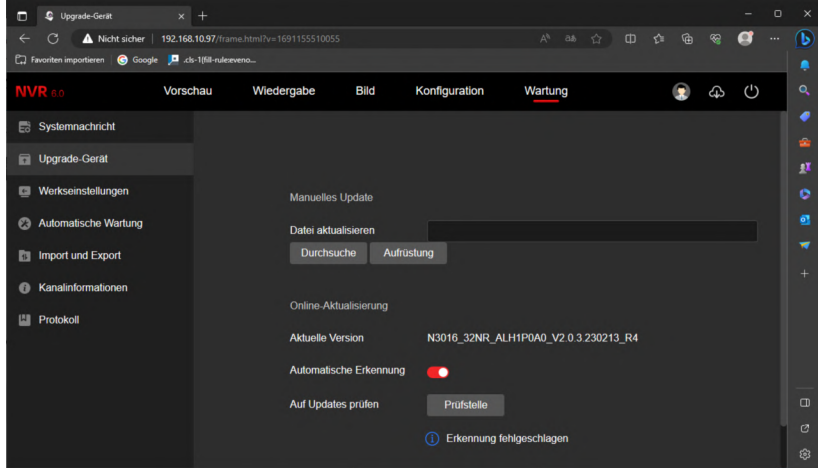 Upgrade-Gerät
Nicht sicher 192.168.10.97/frame.html?v=1691155510055
Favoriten importieren Google .cls-1{fill-rule:eveno...
NVR 6.0 Vorschau Wiedergabe Bild Konfiguration Wartung
Systemnachricht
Upgrade-Gerät
Werkseinstellungen
Automatische Wartung
Import und Export
Kanalinformationen
Protokoll
Manuelles Update
Datei aktualisieren
Durchsuche Aufrüstung
Online-Aktualisierung
Aktuelle Version N3016_32NR_ALH1P0A0_V2.0.3.230213_R4
Automatische Erkennung
Auf Updates prüfen Prüfstelle
Erkennung fehlgeschlagen